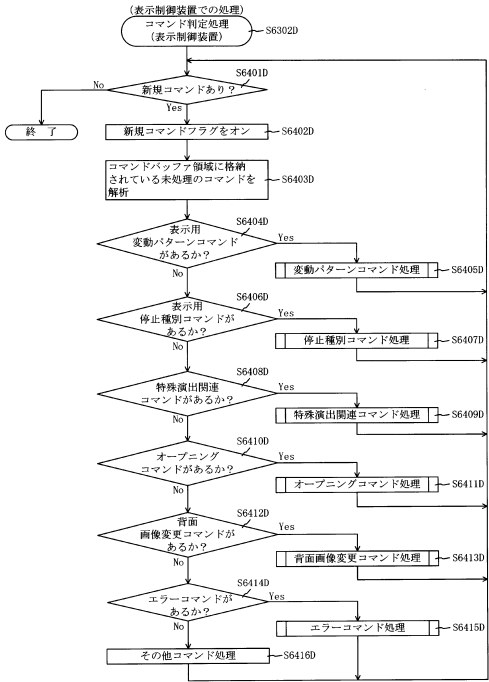 (表示制御装置での処理)
コマンド判定処理
(表示制御装置)
S6302D
S6401D
新規コマンドあり?
No
Yes
終 了
新規コマンドフラグをオン
S6402D
コマンドバッファ領域に格納
されている未処理のコマンドを
解析
S6403D
S6404D
表示用
変動パターンコマンド
があるか?
Yes
No
変動パターンコマンド処理
S6405D
S6406D
表示用
停止種別コマンドが
あるか?
Yes
No
停止種別コマンド処理
S6407D
S6408D
特殊演出関連
コマンドがあるか?
Yes
No
特殊演出関連コマンド処理
S6409D
S6410D
オープニング
コマンドがあるか?
Yes
No
オープニングコマンド処理
S6411D
S6412D
背面
画像変更コマンドが
あるか?
Yes
No
背面画像変更コマンド処理
S6413D
S6414D
エラーコマンドが
あるか?
Yes
No
エラーコマンド処理
S6415D
その他コマンド処理
S6416D